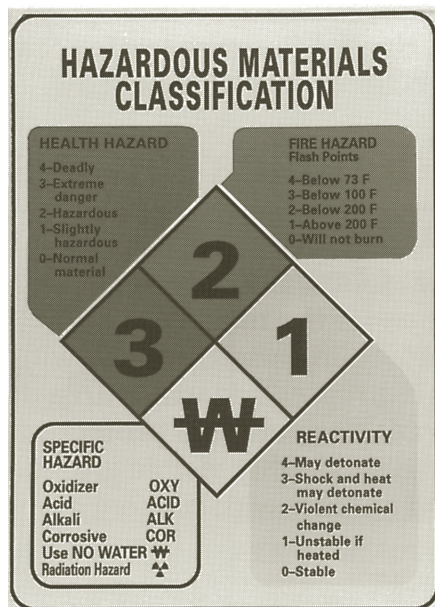 HAZARDOUS MATERIALS
CLASSIFICATION
HEALTH HAZARD
4–Deadly
3–Extreme
danger
2–Hazardous
1–Slightly
hazardous
0–Normal
material
FIRE HAZARD
Flash Points
4–Below 73 F
3–Below 100 F
2–Below 200 F
1–Above 200 F
0–Will not burn
2
3
1
W
SPECIFIC
HAZARD
Oxidizer OXY
Acid ACID
Alkali ALK
Corrosive COR
Use NO WATER W
Radiation Hazard ☢
REACTIVITY
4–May detonate
3–Shock and heat
may detonate
2–Violent chemical
change
1–Unstable if
heated
0–Stable